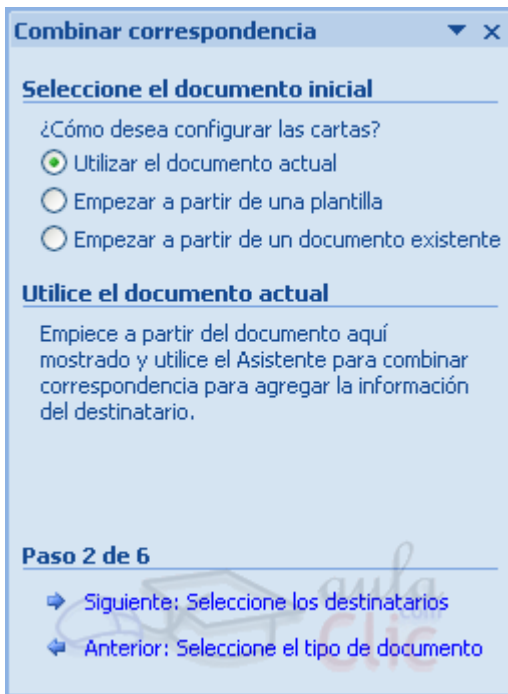 Combinar correspondencia
Seleccione el documento inicial
¿Cómo desea configurar las cartas?
Utilizar el documento actual
Empezar a partir de una plantilla
Empezar a partir de un documento existente
Utilice el documento actual
Empiece a partir del documento aquí
mostrado y utilice el Asistente para combinar
correspondencia para agregar la información
del destinatario.
Paso 2 de 6
Siguiente: Seleccione los destinatarios
Anterior: Seleccione el tipo de documento
aula
.com
Clic